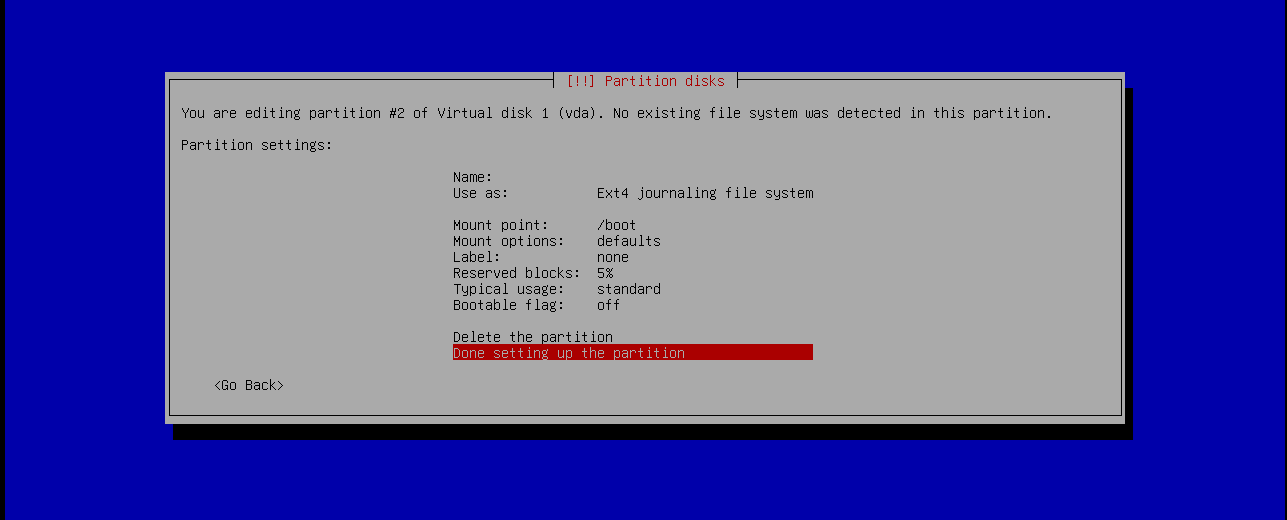 [!!] Partition disks
You are editing partition #2 of Virtual disk 1 (vda). No existing file system was detected in this partition.
Partition settings:
Name:
Use as: Ext4 journaling file system
Mount point: /boot
Mount options: defaults
Label: none
Reserved blocks: 5%
Typical usage: standard
Bootable flag: off
Delete the partition
Done setting up the partition
<Go Back>